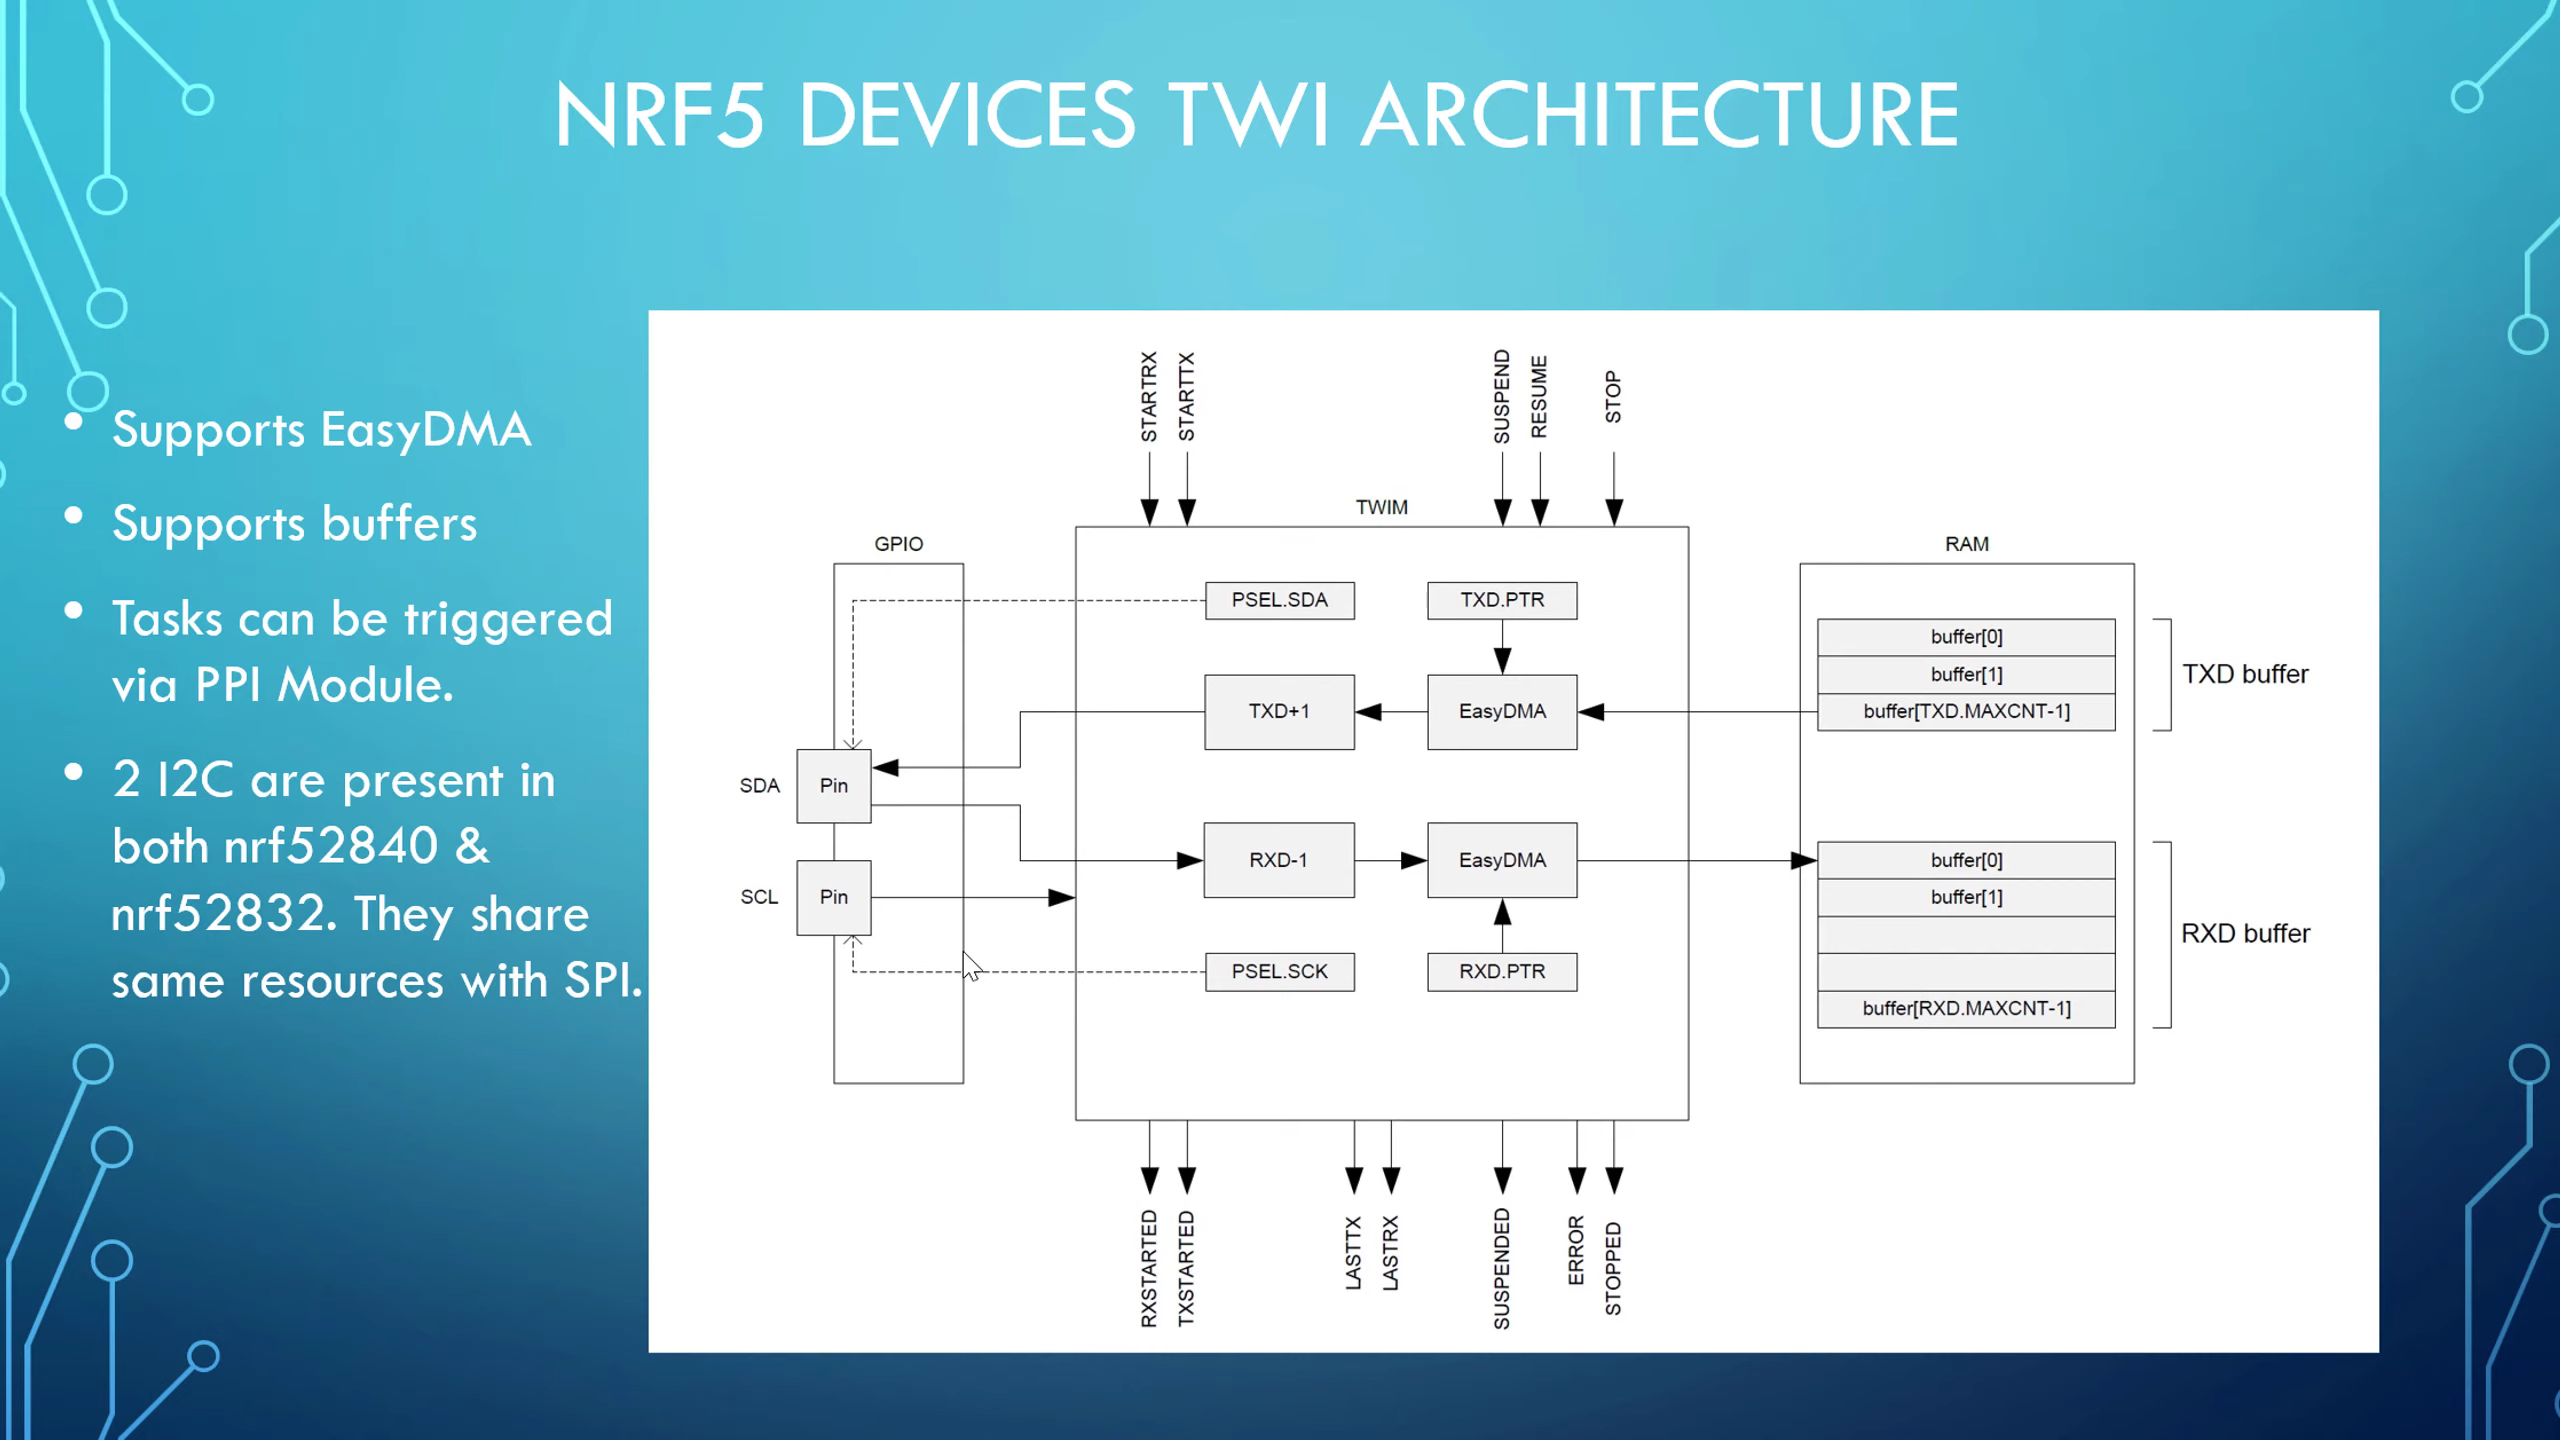 NRF5 DEVICES TWI ARCHITECTURE
• Supports EasyDMA
• Supports buffers
• Tasks can be triggered
via PPI Module.
• 2 I2C are present in
both nrf52840 &
nrf52832. They share
same resources with SPI.
STARTRX
STARTTX
SUSPEND
RESUME
STOP
TWIM
GPIO
RAM
PSEL.SDA
TXD.PTR
buffer[0]
buffer[1]
buffer[TXD.MAXCNT-1]
TXD buffer
TXD+1
EasyDMA
SDA
Pin
RXD-1
EasyDMA
buffer[0]
buffer[1]
buffer[RXD.MAXCNT-1]
RXD buffer
SCL
Pin
PSEL.SCK
RXD.PTR
RXSTARTED
TXSTARTED
LASTTX
LASTRX
SUSPENDED
ERROR
STOPPED